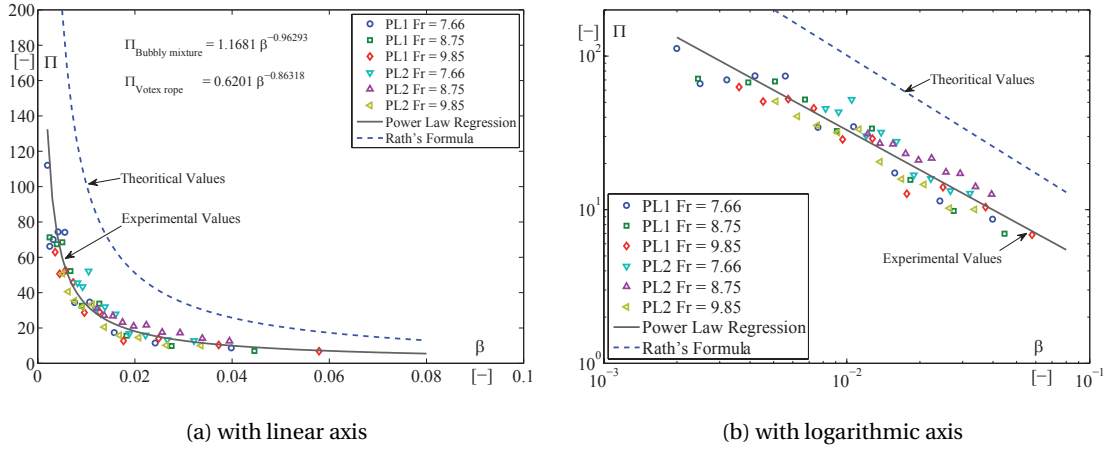 (a) with linear axis
200
180
160
140
120
100
80
60
40
20
0
[−]
Π
Π_Bubbly mixture = 1.1681 β^−0.96293
Π_Votex rope = 0.6201 β^−0.86318
PL1 Fr = 7.66
PL1 Fr = 8.75
PL1 Fr = 9.85
PL2 Fr = 7.66
PL2 Fr = 8.75
PL2 Fr = 9.85
Power Law Regression
Rath's Formula
Theoritical Values
Experimental Values
β
[−]
0
0.02
0.04
0.06
0.08
0.1
(b) with logarithmic axis
[−]
Π
10^2
10^1
10^0
Theoritical Values
Experimental Values
PL1 Fr = 7.66
PL1 Fr = 8.75
PL1 Fr = 9.85
PL2 Fr = 7.66
PL2 Fr = 8.75
PL2 Fr = 9.85
Power Law Regression
Rath's Formula
β
[−]
10^−3
10^−2
10^−1